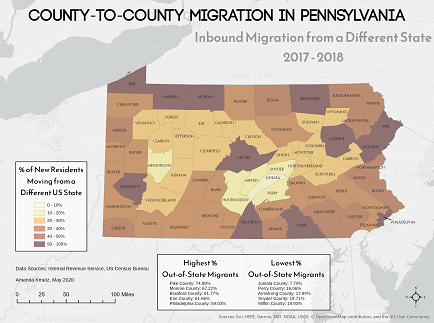 COUNTY-TO-COUNTY MIGRATION IN PENNSYLVANIA
Inbound Migration from a Different State
2017 - 2018
ERIE
CRAWFORD
WARREN
MCKEAN
POTTER
TIOGA
BRADFORD
SUSQUEHANNA
WAYNE
WYOMING
LACKAWANNA
PIKE
MERCER
VENANGO
FOREST
ELK
CAMERON
CLINTON
LYCOMING
SULLIVAN
LUZERNE
MONROE
COLUMBIA
CARBON
CLARION
JEFFERSON
CLEARFIELD
CENTRE
UNION
MONTOUR
NORTHUMBERLAND
SNYDER
SCHUYLKILL
NORTHAMPTON
LEHIGH
BUTLER
ARMSTRONG
INDIANA
CAMBRIA
BLAIR
HUNTINGDON
MIFFLIN
JUNIATA
PERRY
DAUPHIN
LEBANON
BERKS
BUCKS
MONTGOMERY
ALLEGHENY
WESTMORELAND
WASHINGTON
GREENE
FAYETTE
SOMERSET
BEDFORD
FULTON
FRANKLIN
CUMBERLAND
ADAMS
YORK
LANCASTER
CHESTER
DELAWARE
PHILADELPHIA
% of New Residents
Moving from a
Different US State
0 - 10%
10 - 20%
20 - 30%
30 - 40%
40 - 50%
50 - 100%
Data Sources: Internal Revenue Service, US Census Bureau
Amanda Kmetz, May 2020
0
25
50
100 Miles
Highest %
Out-of-State Migrants
Pike County: 74.89%
Monroe County: 67.22%
Bradford County: 61.77%
Erie County: 61.66%
Philadelphia County: 59.03%
Lowest %
Out-of-State Migrants
Juniata County: 7.79%
Perry County: 16.06%
Armstrong County: 17.94%
Snyder County: 18.71%
Mifflin County: 19.93%
Sources: Esri, HERE, Garmin, FAO, NOAA, USGS, © OpenStreetMap contributors, and the GIS User Community